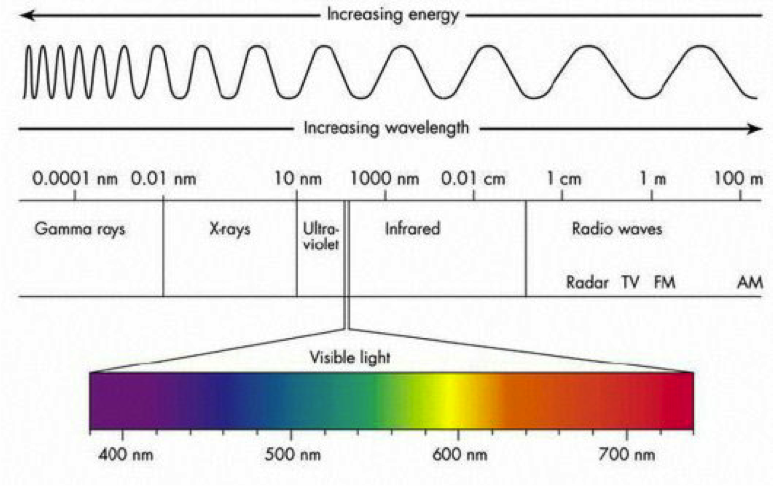 Increasing energy
Increasing wavelength
0.0001 nm 0.01 nm 10 nm 1000 nm 0.01 cm 1 cm 1 m 100 m
Gamma rays X-rays Ultra- Infrared Radio waves
violet
Radar TV FM AM
Visible light
400 nm 500 nm 600 nm 700 nm